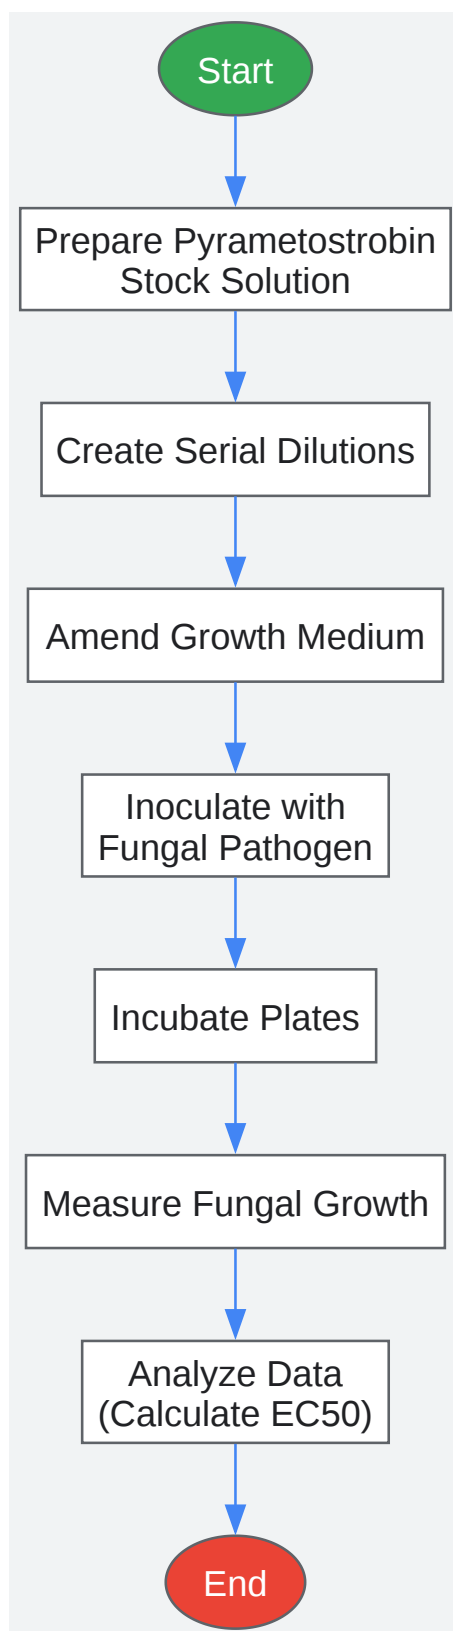 Start
Prepare Pyrametostrobin
Stock Solution
Create Serial Dilutions
Amend Growth Medium
Inoculate with
Fungal Pathogen
Incubate Plates
Measure Fungal Growth
Analyze Data
(Calculate EC50)
End